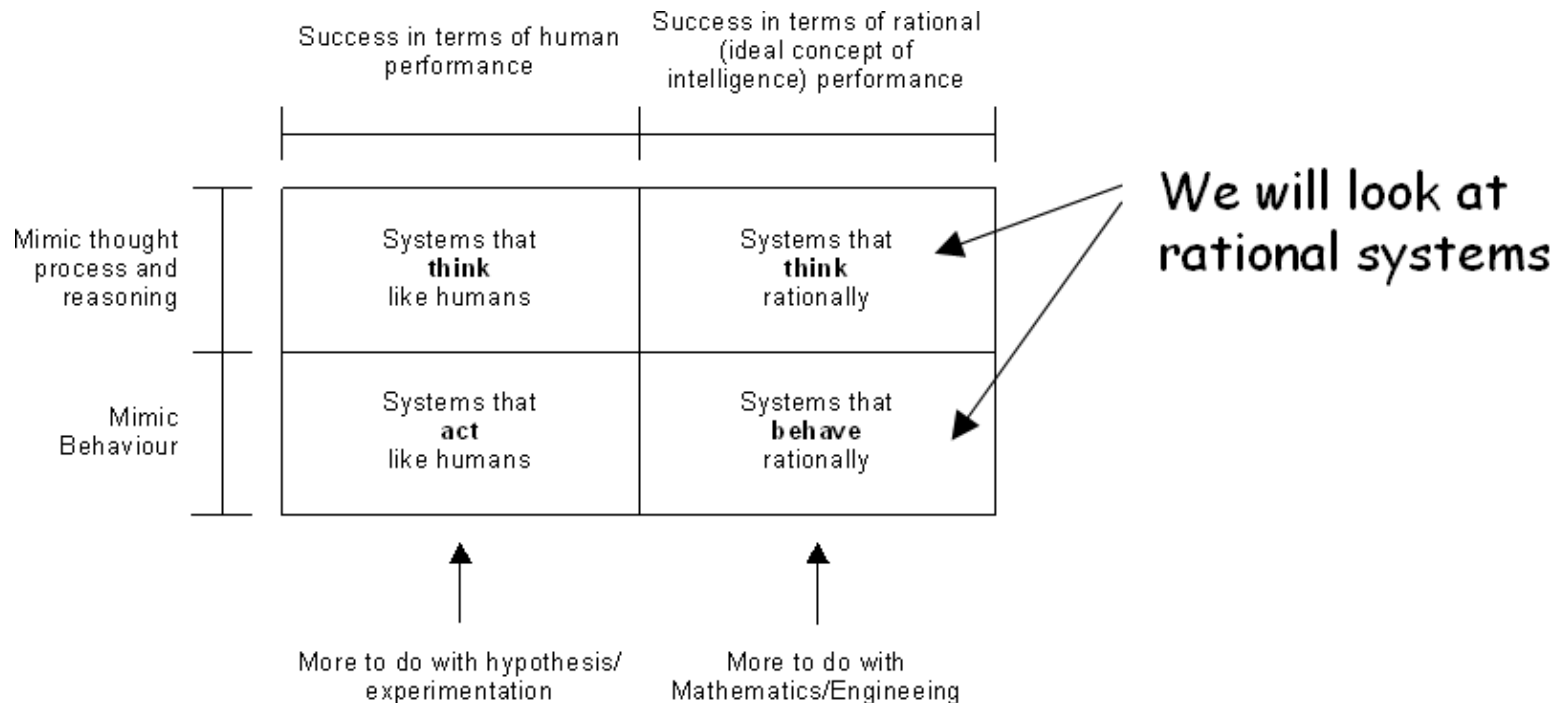 Success in terms of human
performance
Success in terms of rational
(ideal concept of
intelligence) performance
Mimic thought
process and
reasoning
Systems that
think
like humans
Systems that
think
rationally
We will look at
rational systems
Mimic
Behaviour
Systems that
act
like humans
Systems that
behave
rationally
More to do with hypothesis/
experimentation
More to do with
Mathematics/Engineeing